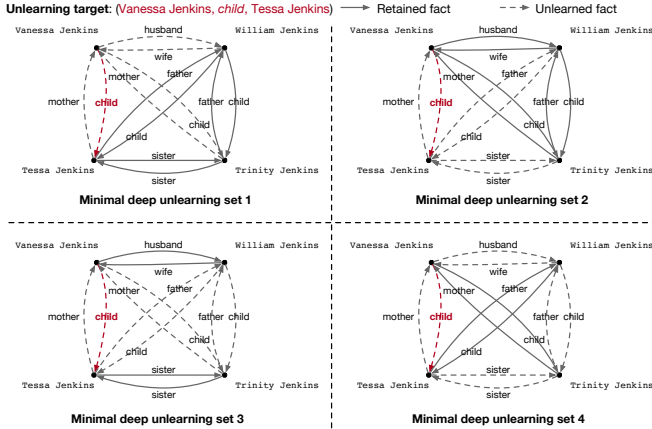 Unlearning target: (Vanessa Jenkins, child, Tessa Jenkins) Retained fact Unlearned fact
Vanessa Jenkins husband William Jenkins
wife
mother father
mother child father child
child child
sister
Tessa Jenkins Trinity Jenkins
sister
Minimal deep unlearning set 1
Vanessa Jenkins husband William Jenkins
wife
mother father
mother child father child
child child
sister
Tessa Jenkins Trinity Jenkins
sister
Minimal deep unlearning set 2
Vanessa Jenkins husband William Jenkins
wife
mother father
mother child father child
child child
sister
Tessa Jenkins Trinity Jenkins
sister
Minimal deep unlearning set 3
Vanessa Jenkins husband William Jenkins
wife
mother father
mother child father child
child child
sister
Tessa Jenkins Trinity Jenkins
sister
Minimal deep unlearning set 4